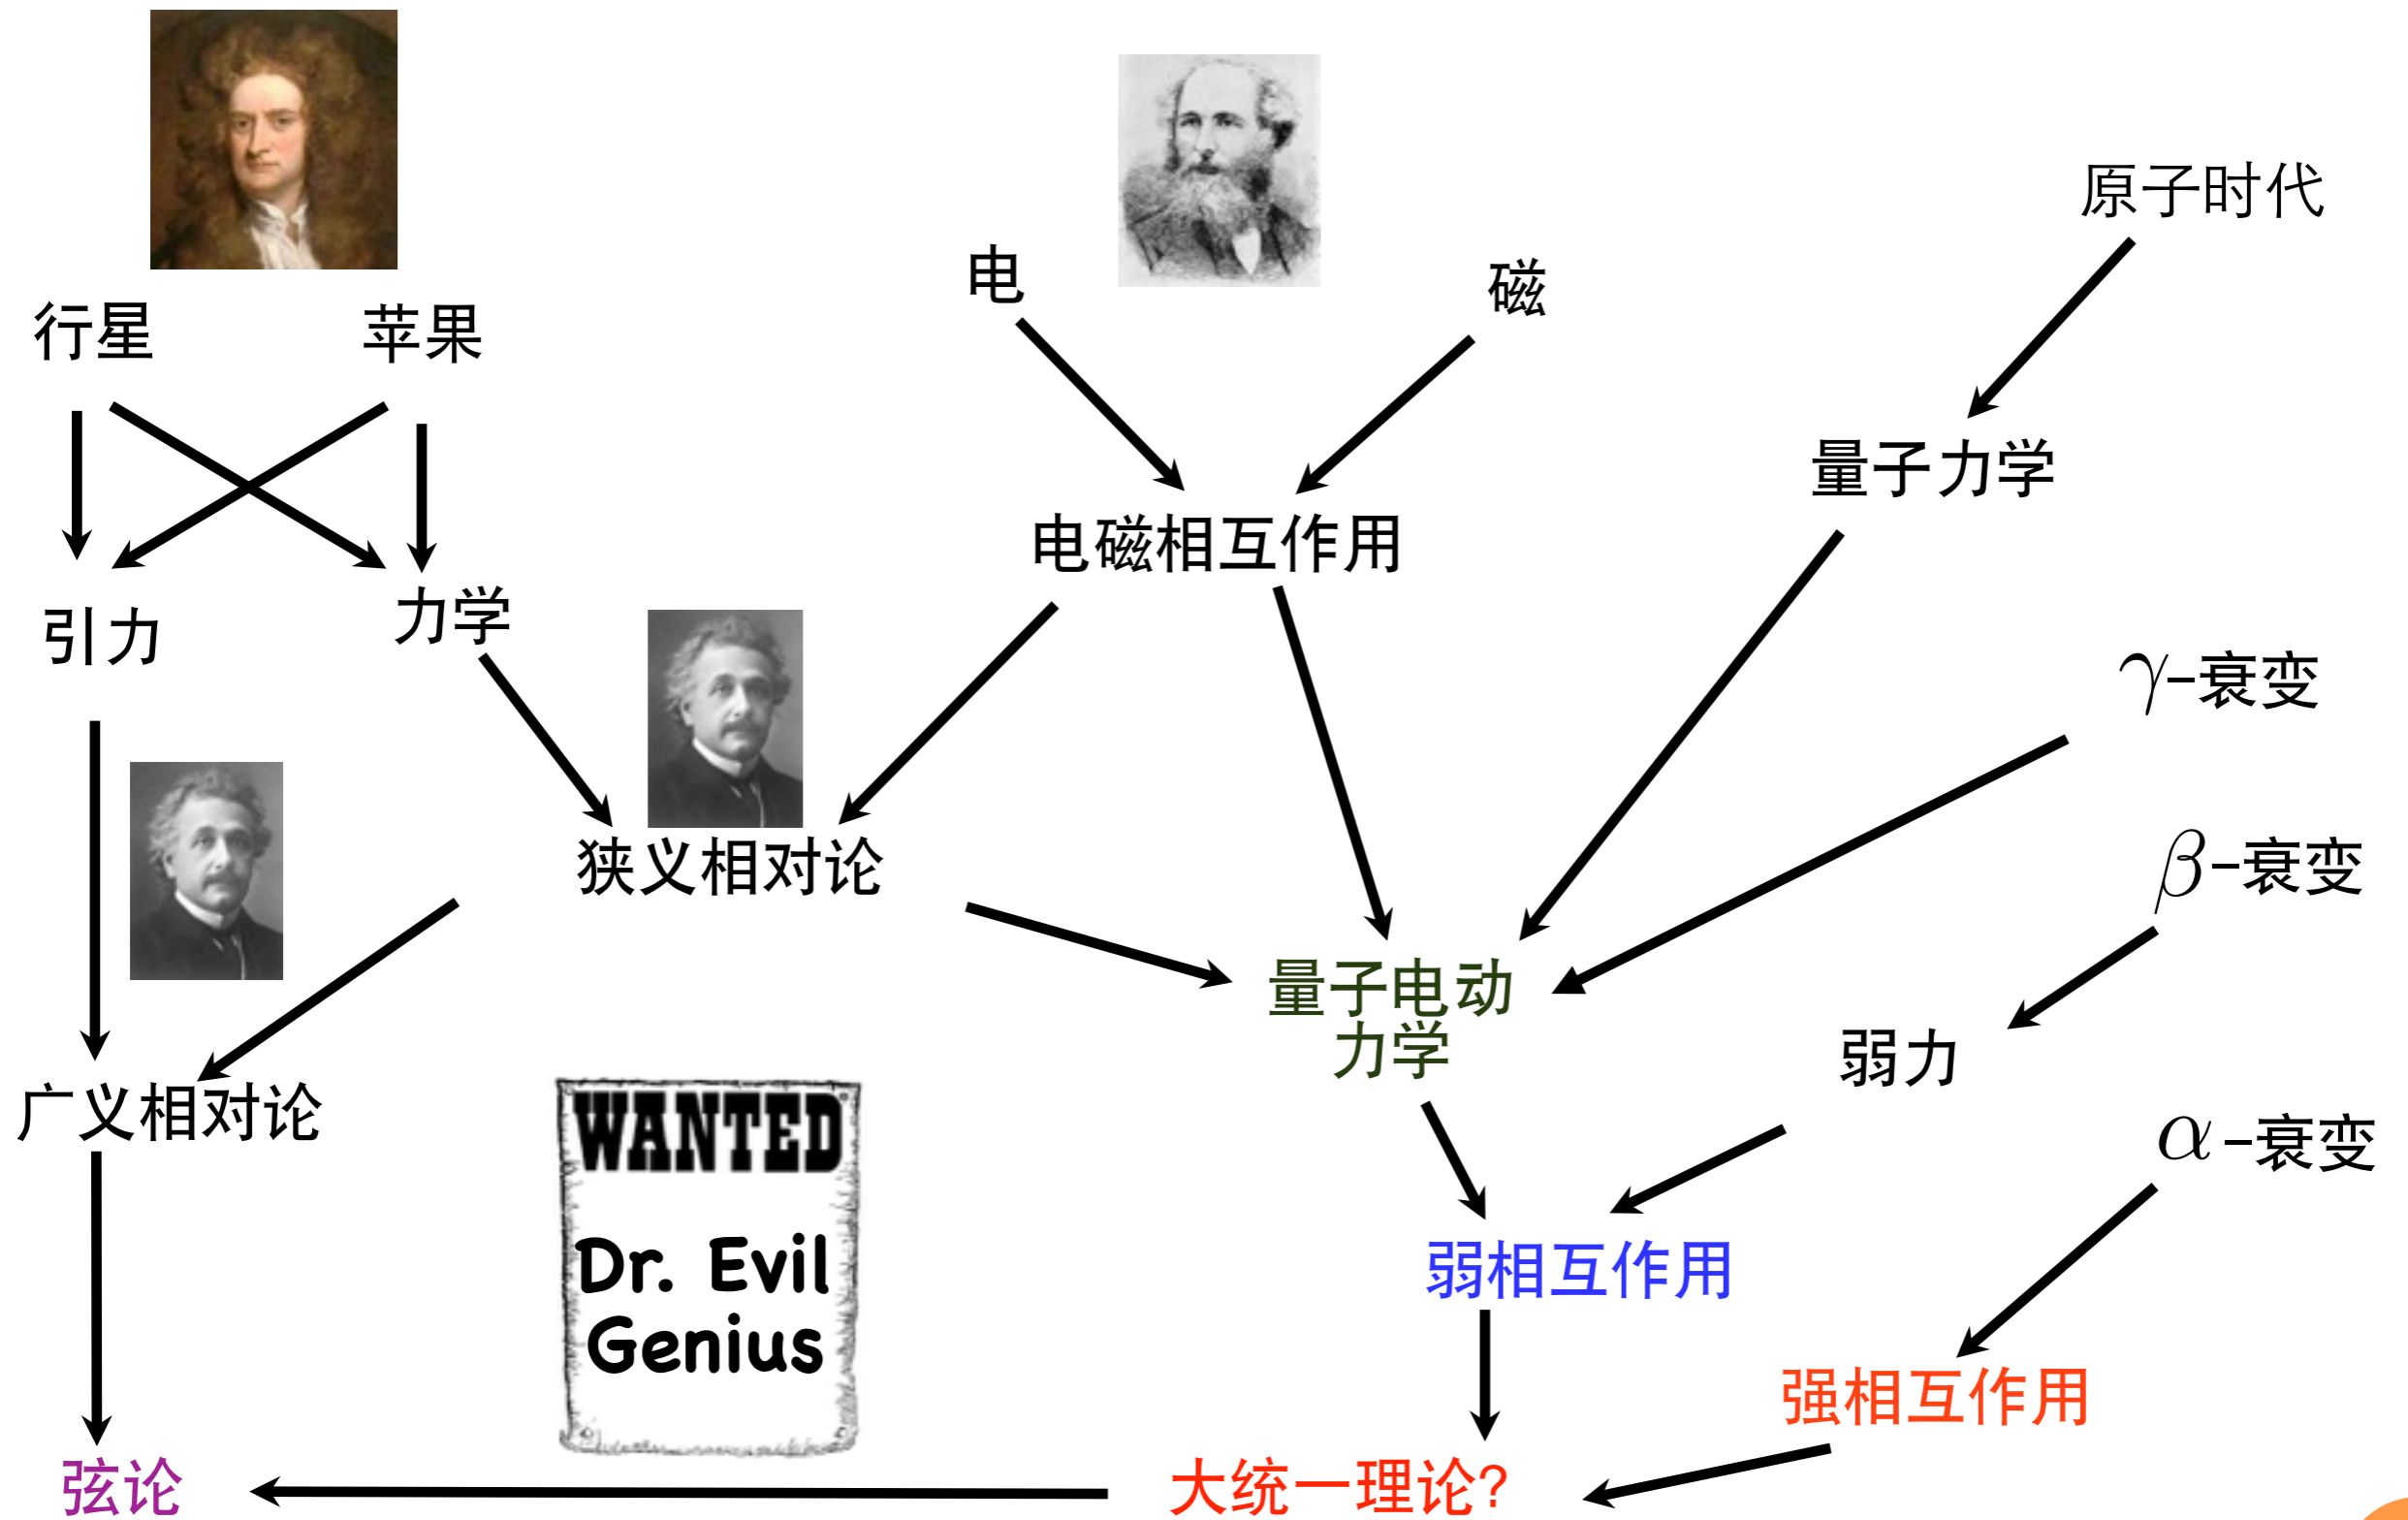 原子时代
电
磁
行星
苹果
量子力学
电磁相互作用
引力
力学
γ-衰变
狭义相对论
β-衰变
量子电动
力学
弱力
广义相对论
α-衰变
WANTED
Dr. Evil
Genius
弱相互作用
强相互作用
弦论
大统一理论?